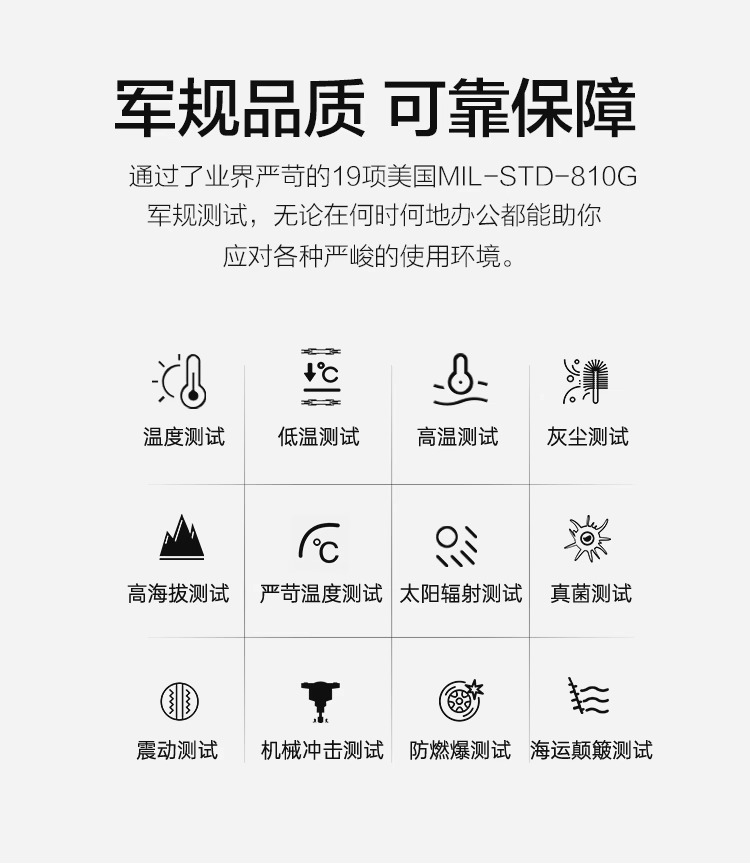 军规品质 可靠保障
通过了业界严苛的19项美国MIL-STD-810G
军规测试，无论在何时何地办公都能助你
应对各种严峻的使用环境。
℃
温度测试 低温测试 高温测试 灰尘测试
℃
高海拔测试 严苛温度测试 太阳辐射测试 真菌测试
震动测试 机械冲击测试 防燃爆测试 海运颠簸测试